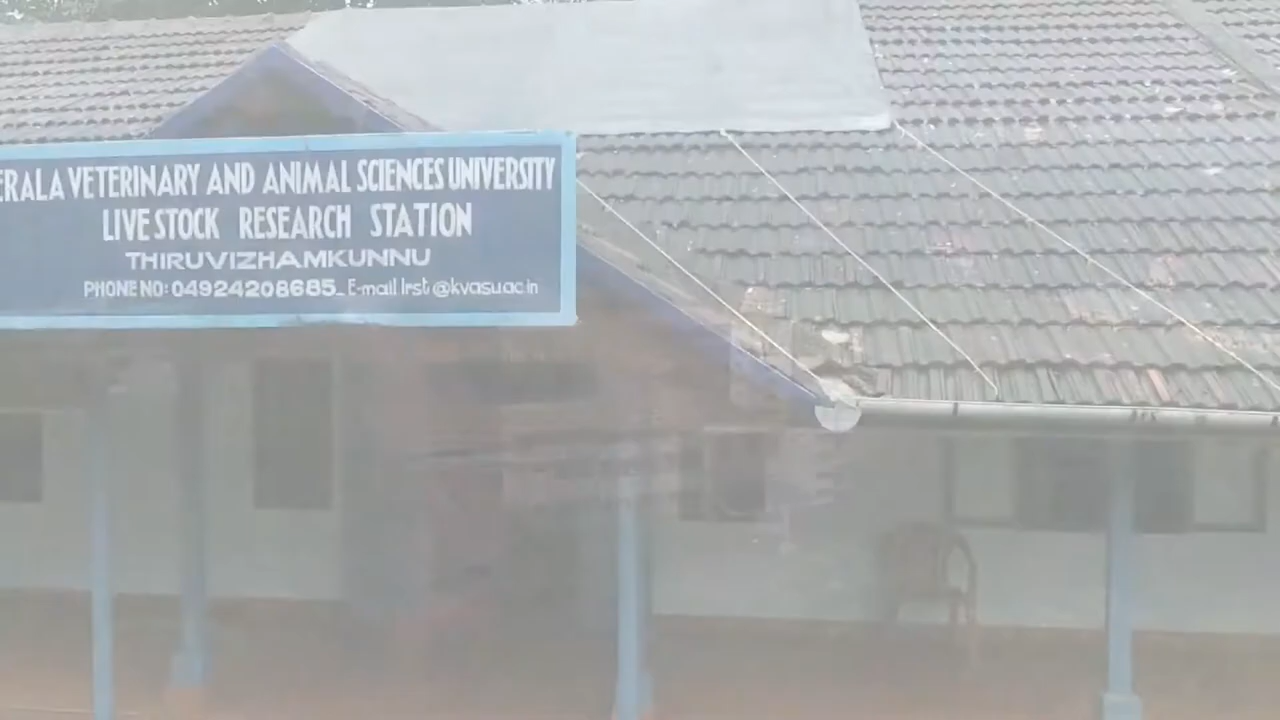 ERALA VETERINARY AND ANIMAL SCIENCES UNIVERSITY
LIVE STOCK RESEARCH STATION
THIRUVIZHAMKUNNU
PHONE NO: 04924208685_ E-mail lrst@kvasu.ac.in